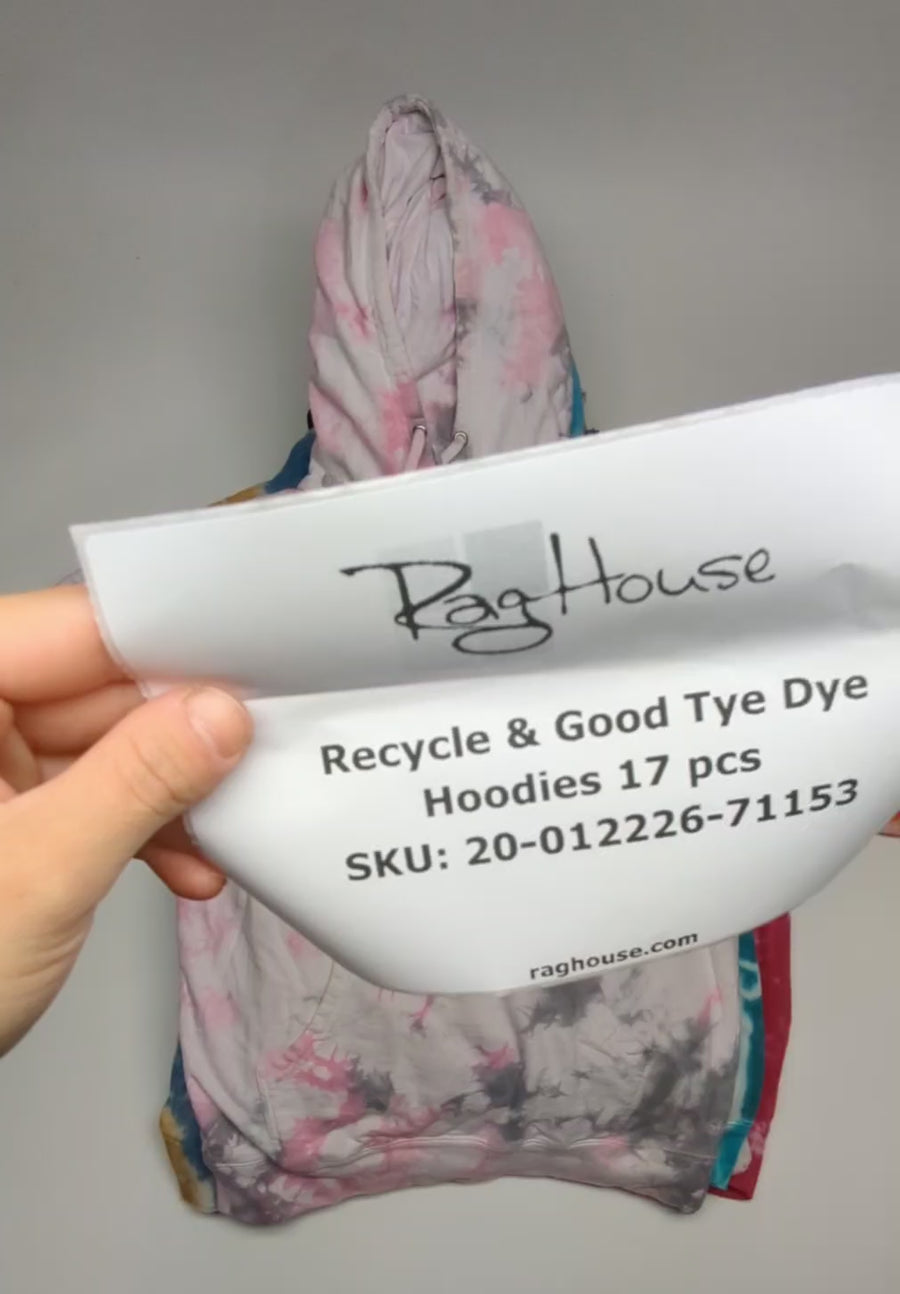 RagHouse
Recycle & Good Tye Dye
Hoodies 17 pcs
SKU: 20-012226-71153
raghouse.com